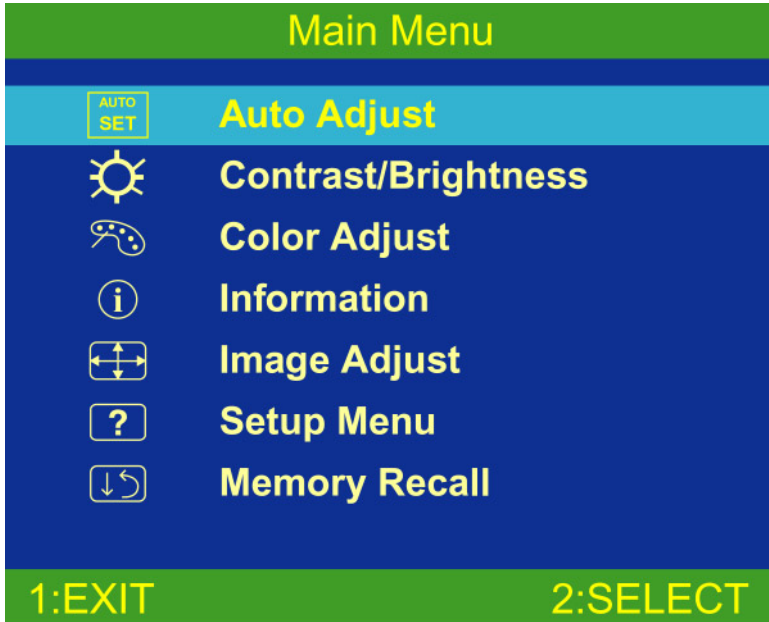 Main Menu
AUTO
SET
Auto Adjust
Contrast/Brightness
Color Adjust
i
Information
Image Adjust
?
Setup Menu
Memory Recall
1:EXIT
2:SELECT